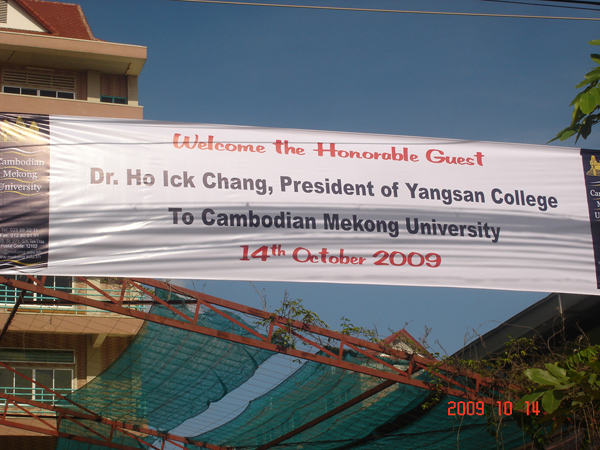 Welcome the Honorable Guest
Dr. Ho Ick Chang, President of Yangsan College
To Cambodian Mekong University
14th October 2009
Cambodian
Mekong
University
2009 10 14